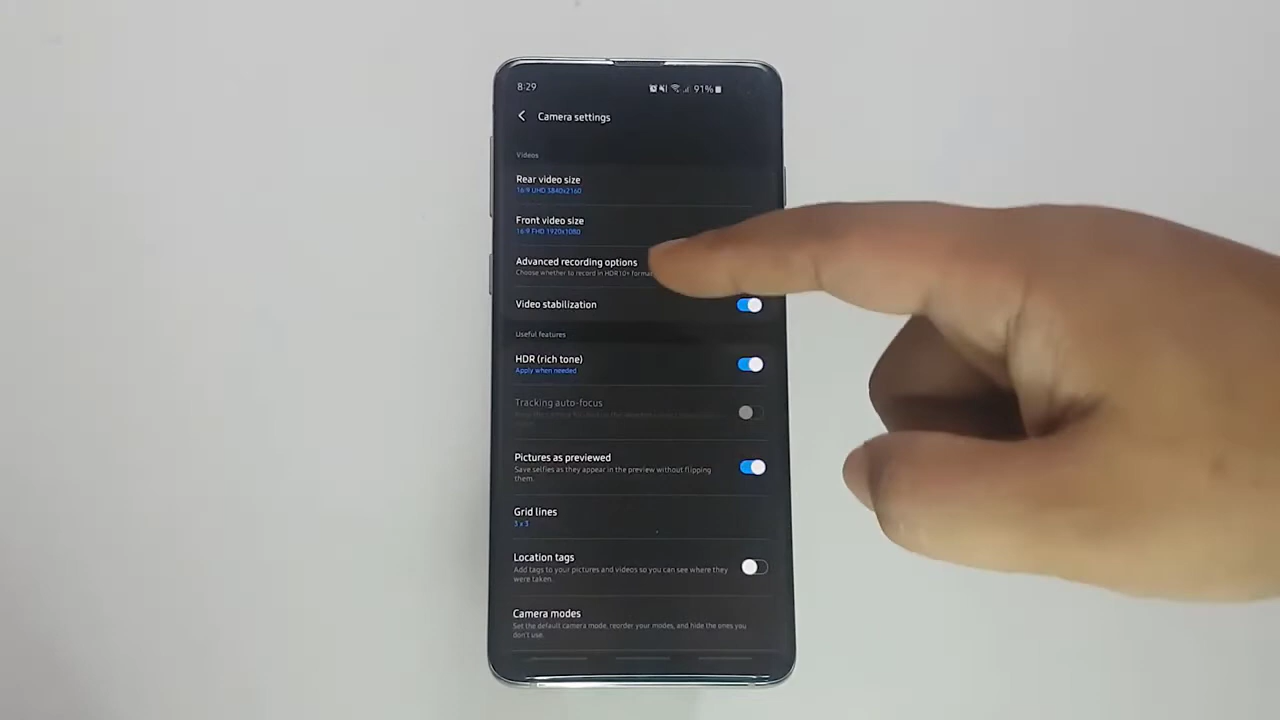 8:29
91%
Camera settings
Videos
Rear video size
16:9 UHD 3840x2160
Front video size
16:9 FHD 1920x1080
Advanced recording options
Choose whether to record in HDR10+ format
Video stabilization
Useful features
HDR (rich tone)
Apply when needed
Tracking auto-focus
Pictures as previewed
Save selfies as they appear in the preview without flipping
them.
Grid lines
3 x 3
Location tags
Add tags to your pictures and videos so you can see where they
were taken.
Camera modes
Set the default camera mode, reorder your modes, and hide the ones you
don't use.